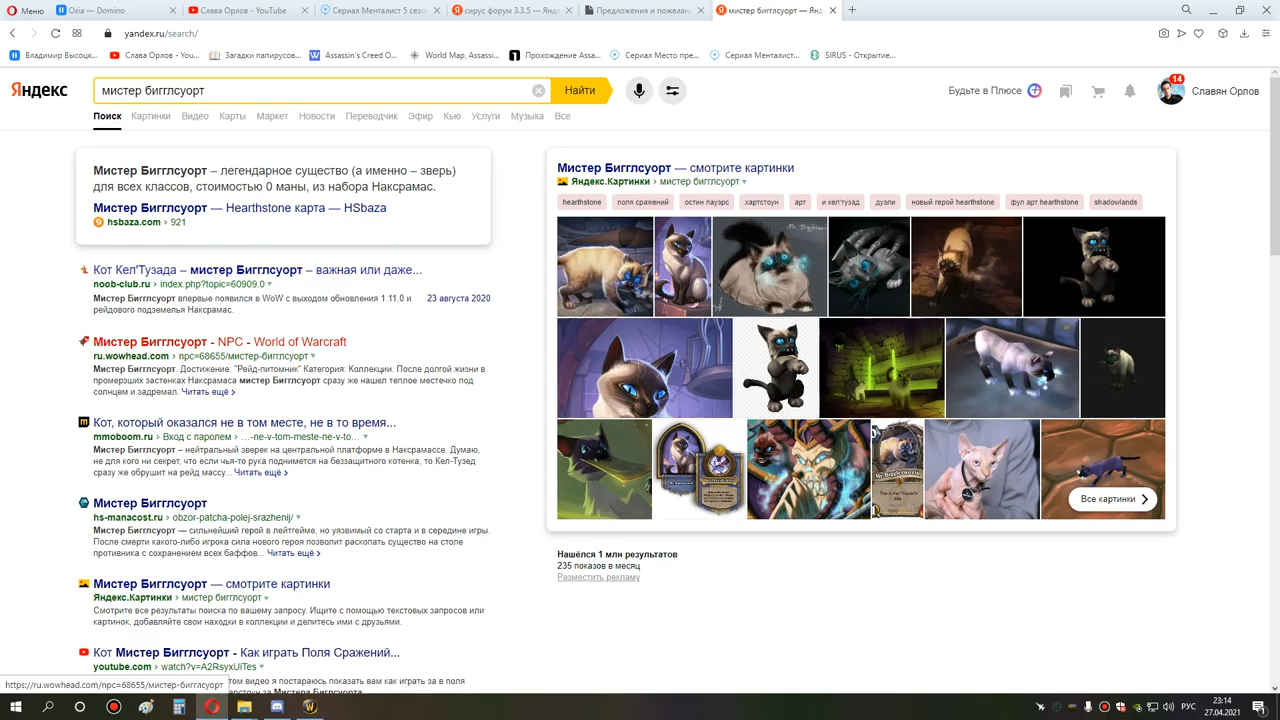 Меню
Oxia — Domino
Слава Орлов - YouTube
Сериал Менталист 5 сезо
сирус форум 3.3.5 — Янд
Предложения и пожелан
мистер бигглсуорт — Янд
yandex.ru/search/
Владимир Высоцк...
Слава Орлов - You...
Загадки папирусов...
Assassin's Creed O...
World Map, Assassi...
Прохождение Assa...
Сериал Место пре...
Сериал Менталист...
SIRUS - Открытие...
Яндекс
мистер бигглсуорт
Найти
Будьте в Плюсе
14
Славян Орлов
Поиск Картинки Видео Карты Маркет Новости Переводчик Эфир Кью Услуги Музыка Все
Мистер Бигглсуорт – легендарное существо (а именно – зверь)
для всех классов, стоимостью 0 маны, из набора Наксрамас.
Мистер Бигглсуорт — Hearthstone карта — HSbaza
hsbaza.com › 921
Кот Кел'Тузада – мистер Бигглсуорт – важная или даже...
noob-club.ru › index.php?topic=60909.0
Мистер Бигглсуорт впервые появился в WoW с выходом обновления 1.11.0 и
23 августа 2020
рейдового подземелья Наксрамас.
Мистер Бигглсуорт - NPC - World of Warcraft
ru.wowhead.com › npc=68655/мистер-бигглсуорт
Мистер Бигглсуорт. Достижение: "Рейд-питомник" Категория: Коллекции. После долгой жизни в
промерзших застенках Наксрамаса мистер Бигглсуорт сразу же нашел теплое местечко под
солнцем и задремал. Читать ещё ›
Кот, который оказался не в том месте, не в то время...
mmoboom.ru › Вход с паролем › ...-ne-v-tom-meste-ne-v-to...
Мистер Бигглсуорт – нейтральный зверек на центральной платформе в Наксрамассе. Думаю,
не для кого ни секрет, что если чья-то рука поднимется на беззащитного котенка, то Кел-Тузед
сразу же обрушит на рейд массу... Читать ещё ›
Мистер Бигглсуорт
hs-manacost.ru › obzor-patcha-polej-srazhenij/
Мистер Бигглсуорт — сильнейший герой в лейтгейме, но уязвимый со старта и в середине игры.
После смерти какого-либо игрока сила нового героя позволит раскопать существо на столе
противника с сохранением всех баффов... Читать ещё ›
Мистер Бигглсуорт — смотрите картинки
Яндекс.Картинки › мистер бигглсуорт
Смотрите все результаты поиска по вашему запросу. Ищите с помощью текстовых запросов или
картинок, добавляйте свои находки в коллекции и делитесь ими с друзьями.
Кот Мистер Бигглсуорт - Как играть Поля Сражений...
youtube.com › watch?v=A2RsyxUiTes
том видео я постараюсь показать вам как играть за в поля
Мистера Бигглсуорта
https://ru.wowhead.com/npc=68655/мистер-бигглсуорт
Мистер Бигглсуорт — смотрите картинки
Яндекс.Картинки › мистер бигглсуорт
hearthstone
поля сражений
остин пауэрс
хартстоун
арт
и кел'тузад
дуэли
новый герой hearthstone
фул арт hearthstone
shadowlands
Все картинки
Нашёлся 1 млн результатов
235 показов в месяц
Разместить рекламу
РУС
23:14
27.04.2021
1